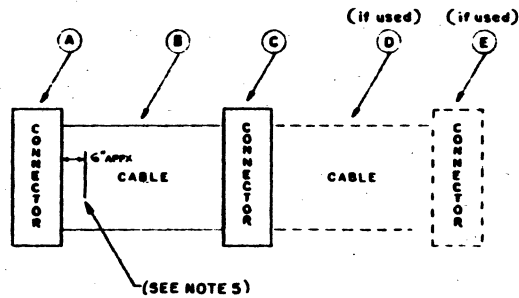 (if used) (if used)
A B C D E
CONNECTOR
6" APPX
CABLE
CONNECTOR
CABLE
CONNECTOR
(SEE NOTE 5)